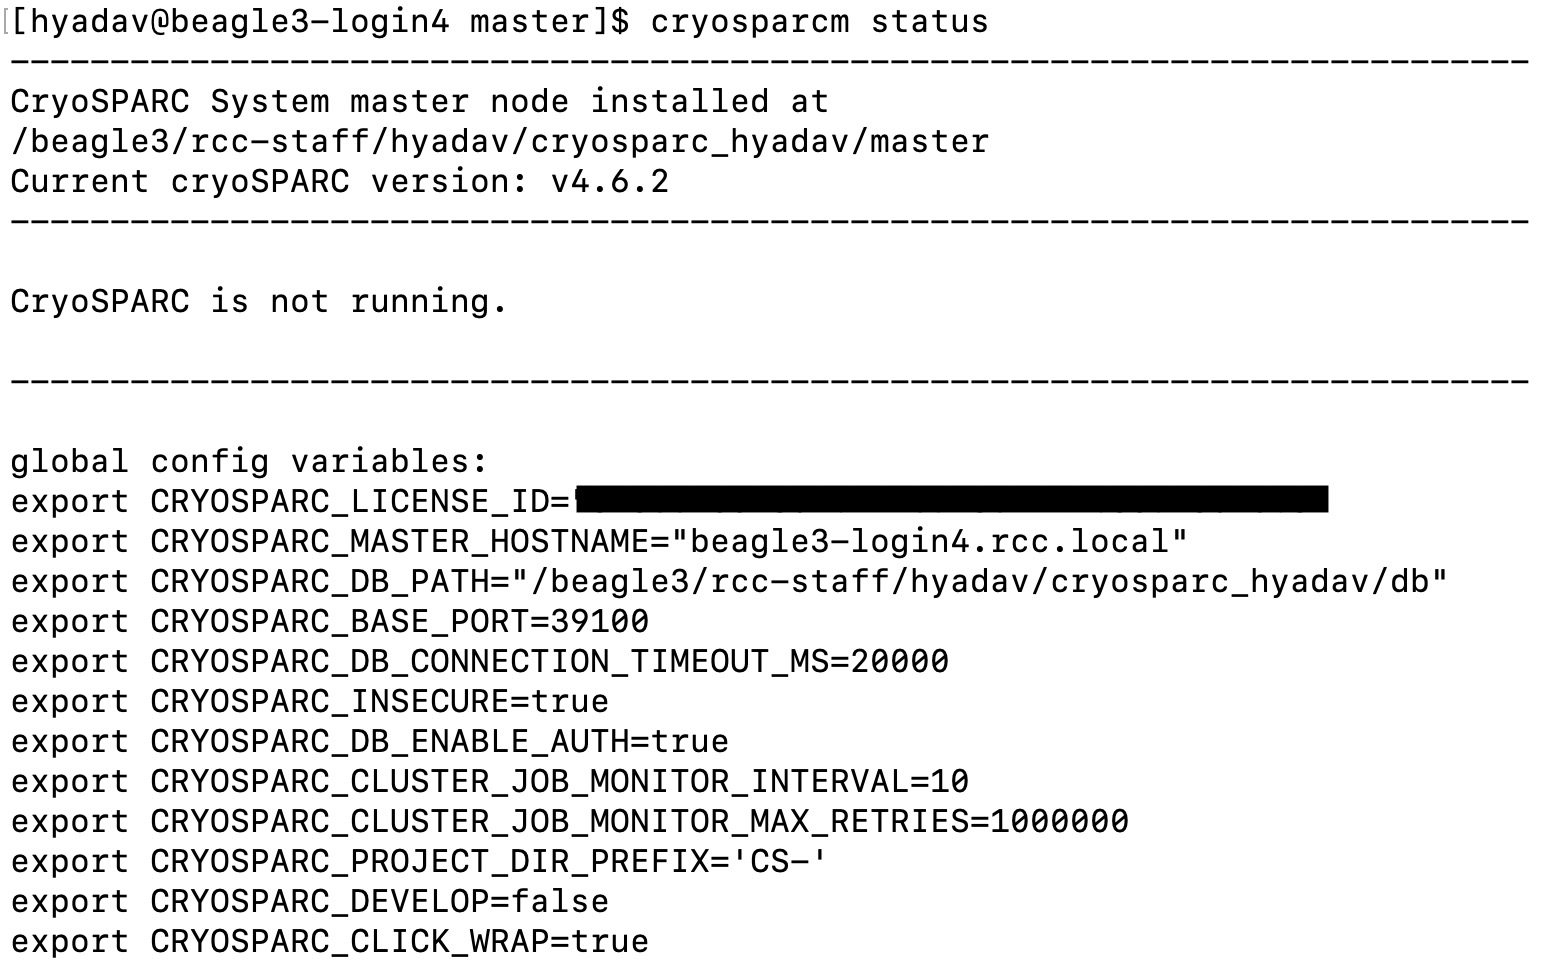 [hyadav@beagle3-login4 master]$ cryosparcm status
----------------------------------------------------------------------------
CryoSPARC System master node installed at
/beagle3/rcc-staff/hyadav/cryosparc_hyadav/master
Current cryoSPARC version: v4.6.2
----------------------------------------------------------------------------
CryoSPARC is not running.
----------------------------------------------------------------------------
global config variables:
export CRYOSPARC_LICENSE_ID=
export CRYOSPARC_MASTER_HOSTNAME="beagle3-login4.rcc.local"
export CRYOSPARC_DB_PATH="/beagle3/rcc-staff/hyadav/cryosparc_hyadav/db"
export CRYOSPARC_BASE_PORT=39100
export CRYOSPARC_DB_CONNECTION_TIMEOUT_MS=20000
export CRYOSPARC_INSECURE=true
export CRYOSPARC_DB_ENABLE_AUTH=true
export CRYOSPARC_CLUSTER_JOB_MONITOR_INTERVAL=10
export CRYOSPARC_CLUSTER_JOB_MONITOR_MAX_RETRIES=1000000
export CRYOSPARC_PROJECT_DIR_PREFIX='CS-'
export CRYOSPARC_DEVELOP=false
export CRYOSPARC_CLICK_WRAP=true